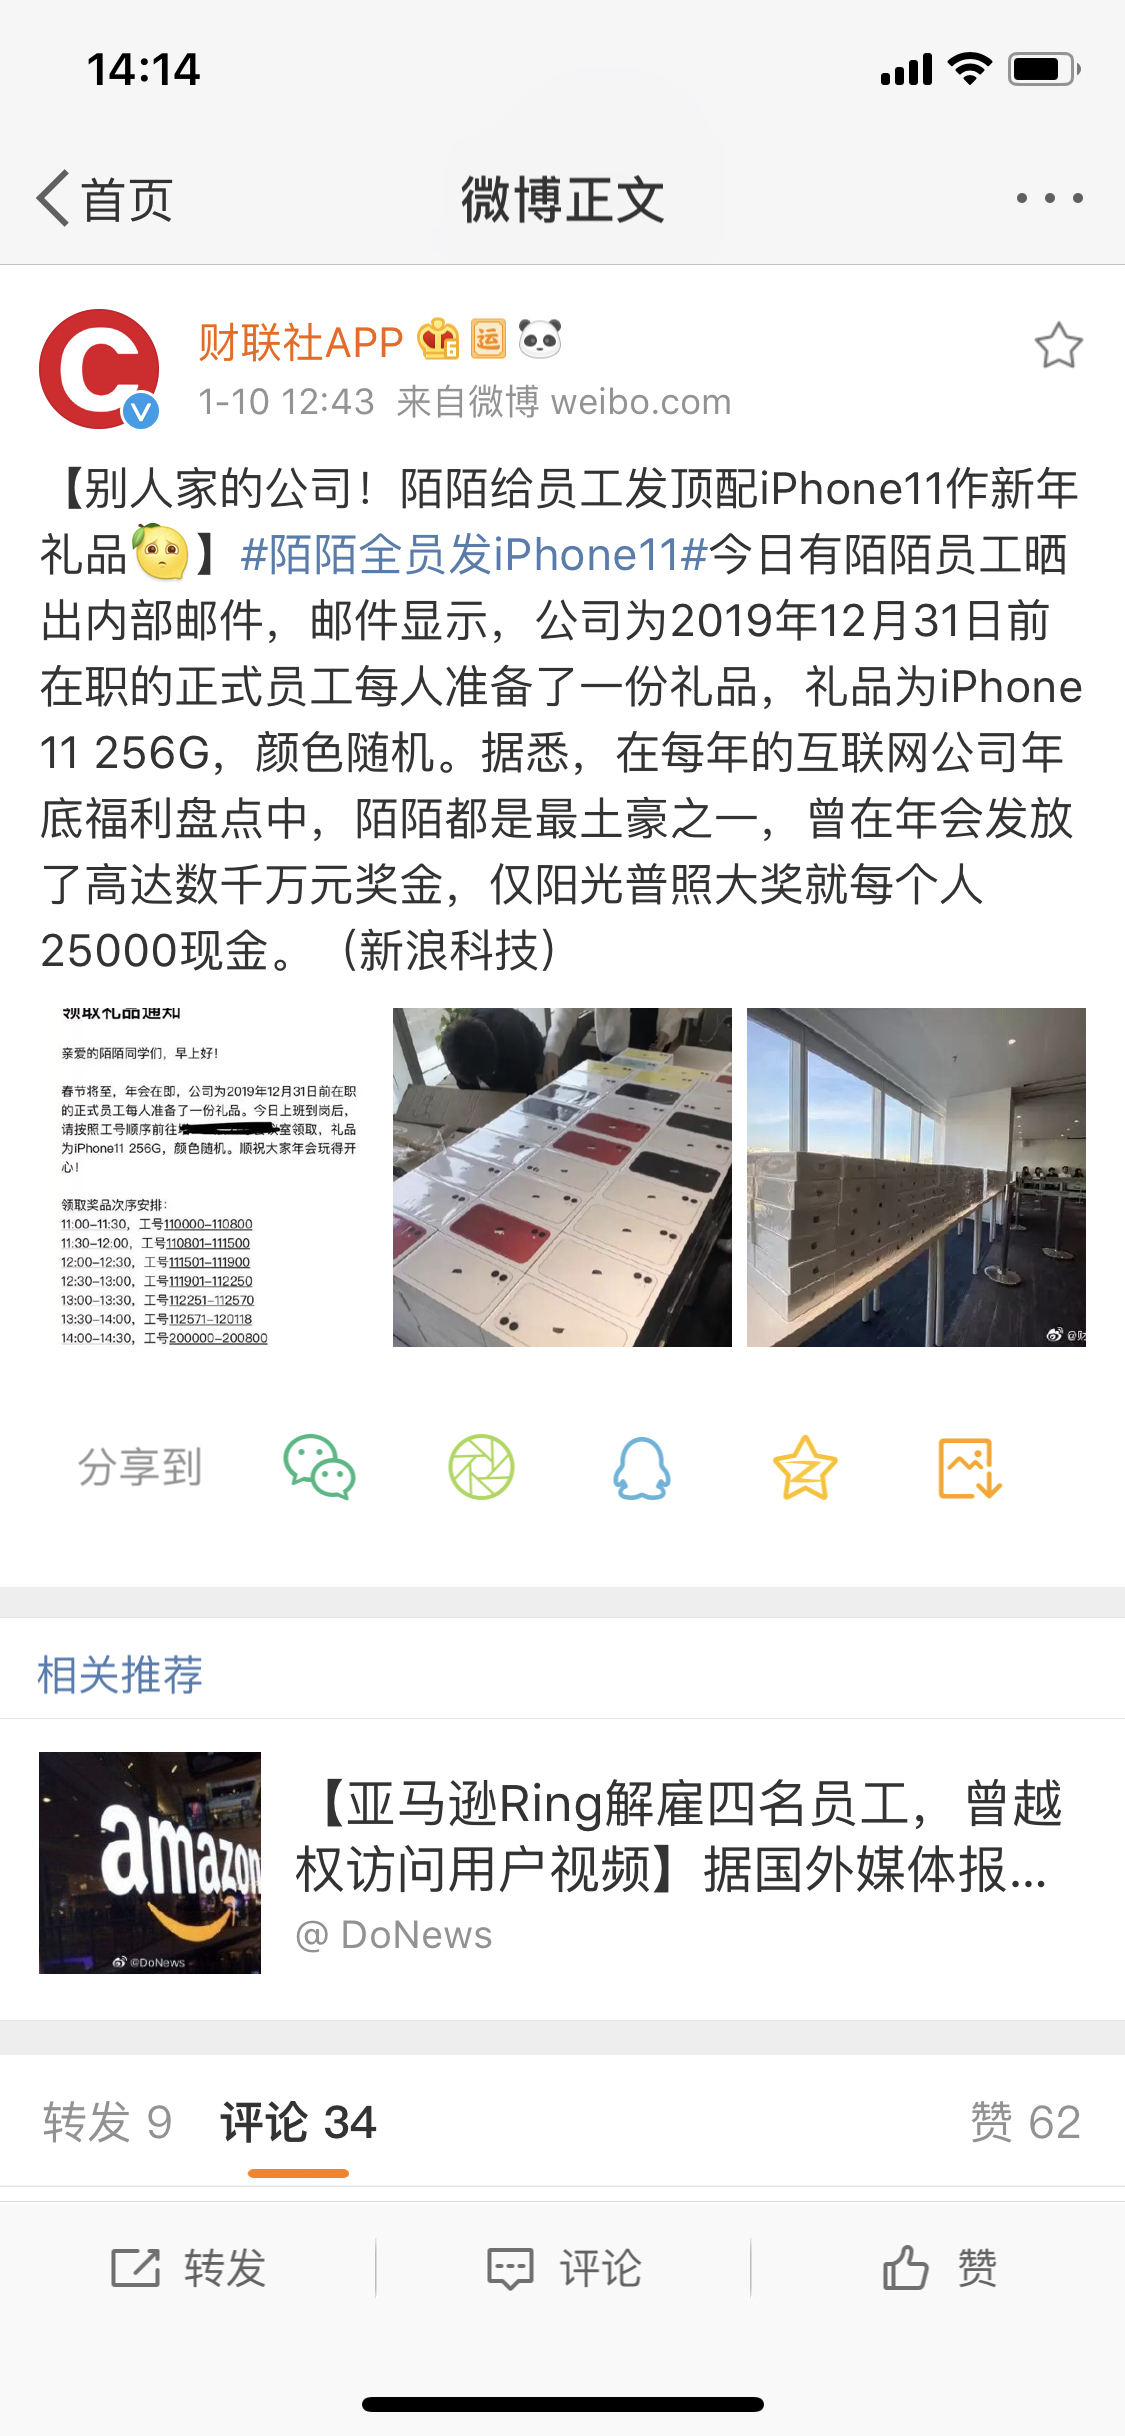 14:14
首页
微博正文
财联社APP
运
1-10 12:43 来自微博 weibo.com
【别人家的公司！陌陌给员工发顶配iPhone11作新年
礼品】#陌陌全员发iPhone11#今日有陌陌员工晒
出内部邮件，邮件显示，公司为2019年12月31日前
在职的正式员工每人准备了一份礼品，礼品为iPhone
11 256G，颜色随机。据悉，在每年的互联网公司年
底福利盘点中，陌陌都是最土豪之一，曾在年会发放
了高达数千万元奖金，仅阳光普照大奖就每个人
25000现金。（新浪科技）
领取礼品通知
亲爱的陌陌同学们，早上好！
春节将至，年会在即，公司为2019年12月31日前在职
的正式员工每人准备了一份礼品。今日上班到岗后，
请按照工号顺序前往 室领取，礼品
为iPhone11 256G，颜色随机。顺祝大家年会玩得开
心！
领取奖品次序安排：
11:00-11:30，工号110000-110800
11:30-12:00，工号110801-111500
12:00-12:30，工号111501-111900
12:30-13:00，工号111901-112250
13:00-13:30，工号112251-112570
13:30-14:00，工号112571-120118
14:00-14:30，工号200000-200800
@财
分享到
相关推荐
amazon
@DoNews
【亚马逊Ring解雇四名员工，曾越
权访问用户视频】据国外媒体报...
@ DoNews
转发 9 评论 34 赞 62
转发 评论 赞